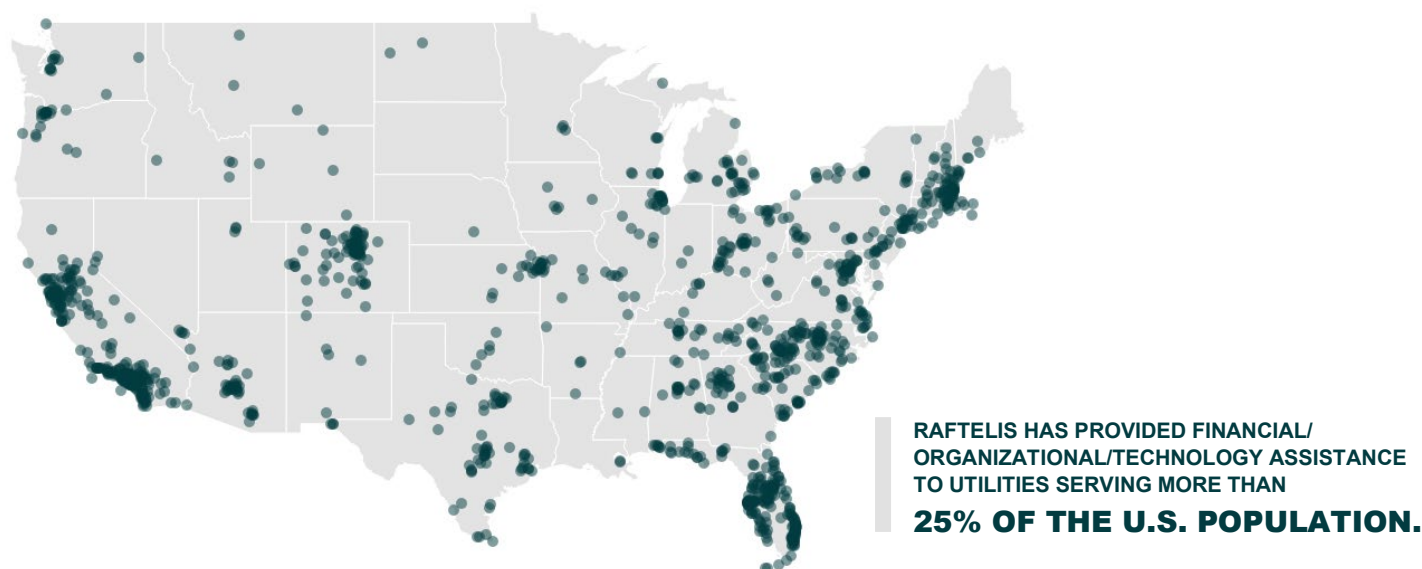 RAFTELIS HAS PROVIDED FINANCIAL/
ORGANIZATIONAL/TECHNOLOGY ASSISTANCE
TO UTILITIES SERVING MORE THAN
25% OF THE U.S. POPULATION.